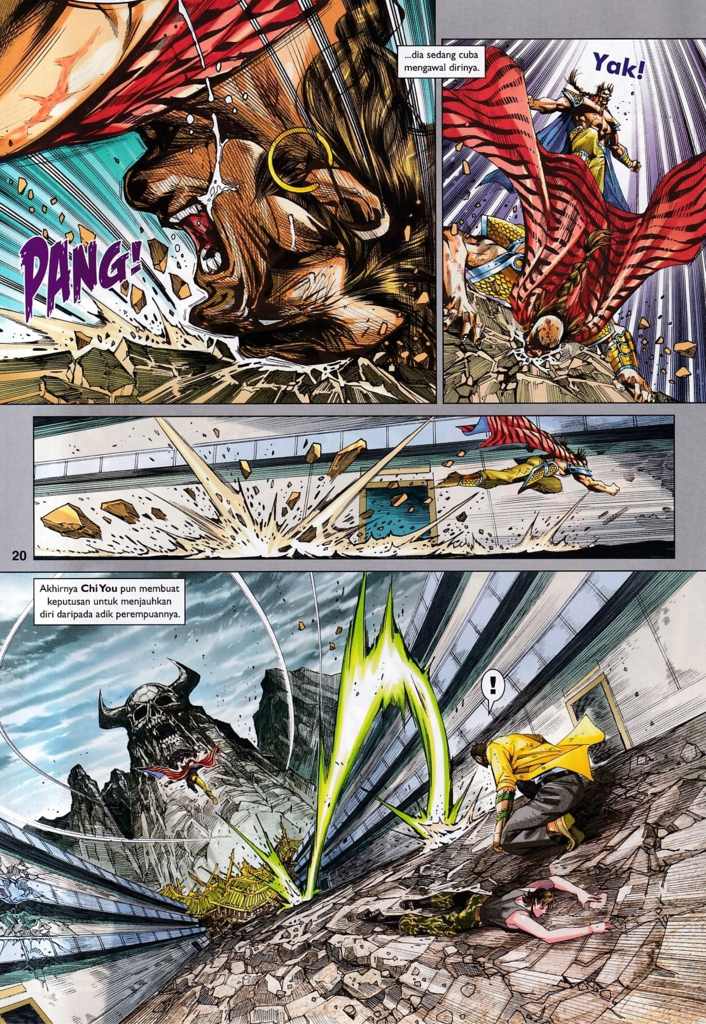 ...dia sedang cuba
mengawal dirinya.
Yak!
PANG!
20
Akhirnya Chi You pun membuat
keputusan untuk menjauhkan
diri daripada adik perempuannya.
!